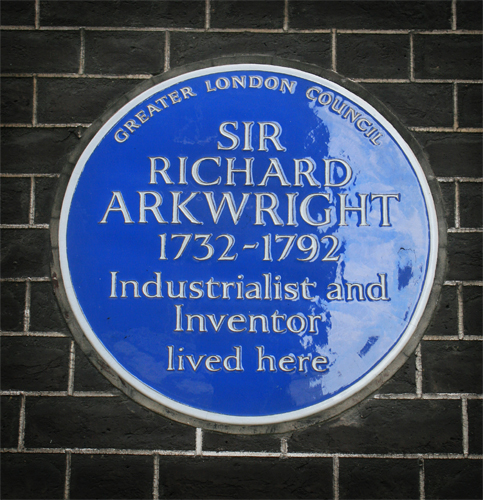 GREATER LONDON COUNCIL
SIR
RICHARD
ARKWRIGHT
1732-1792
Industrialist and
Inventor
lived here